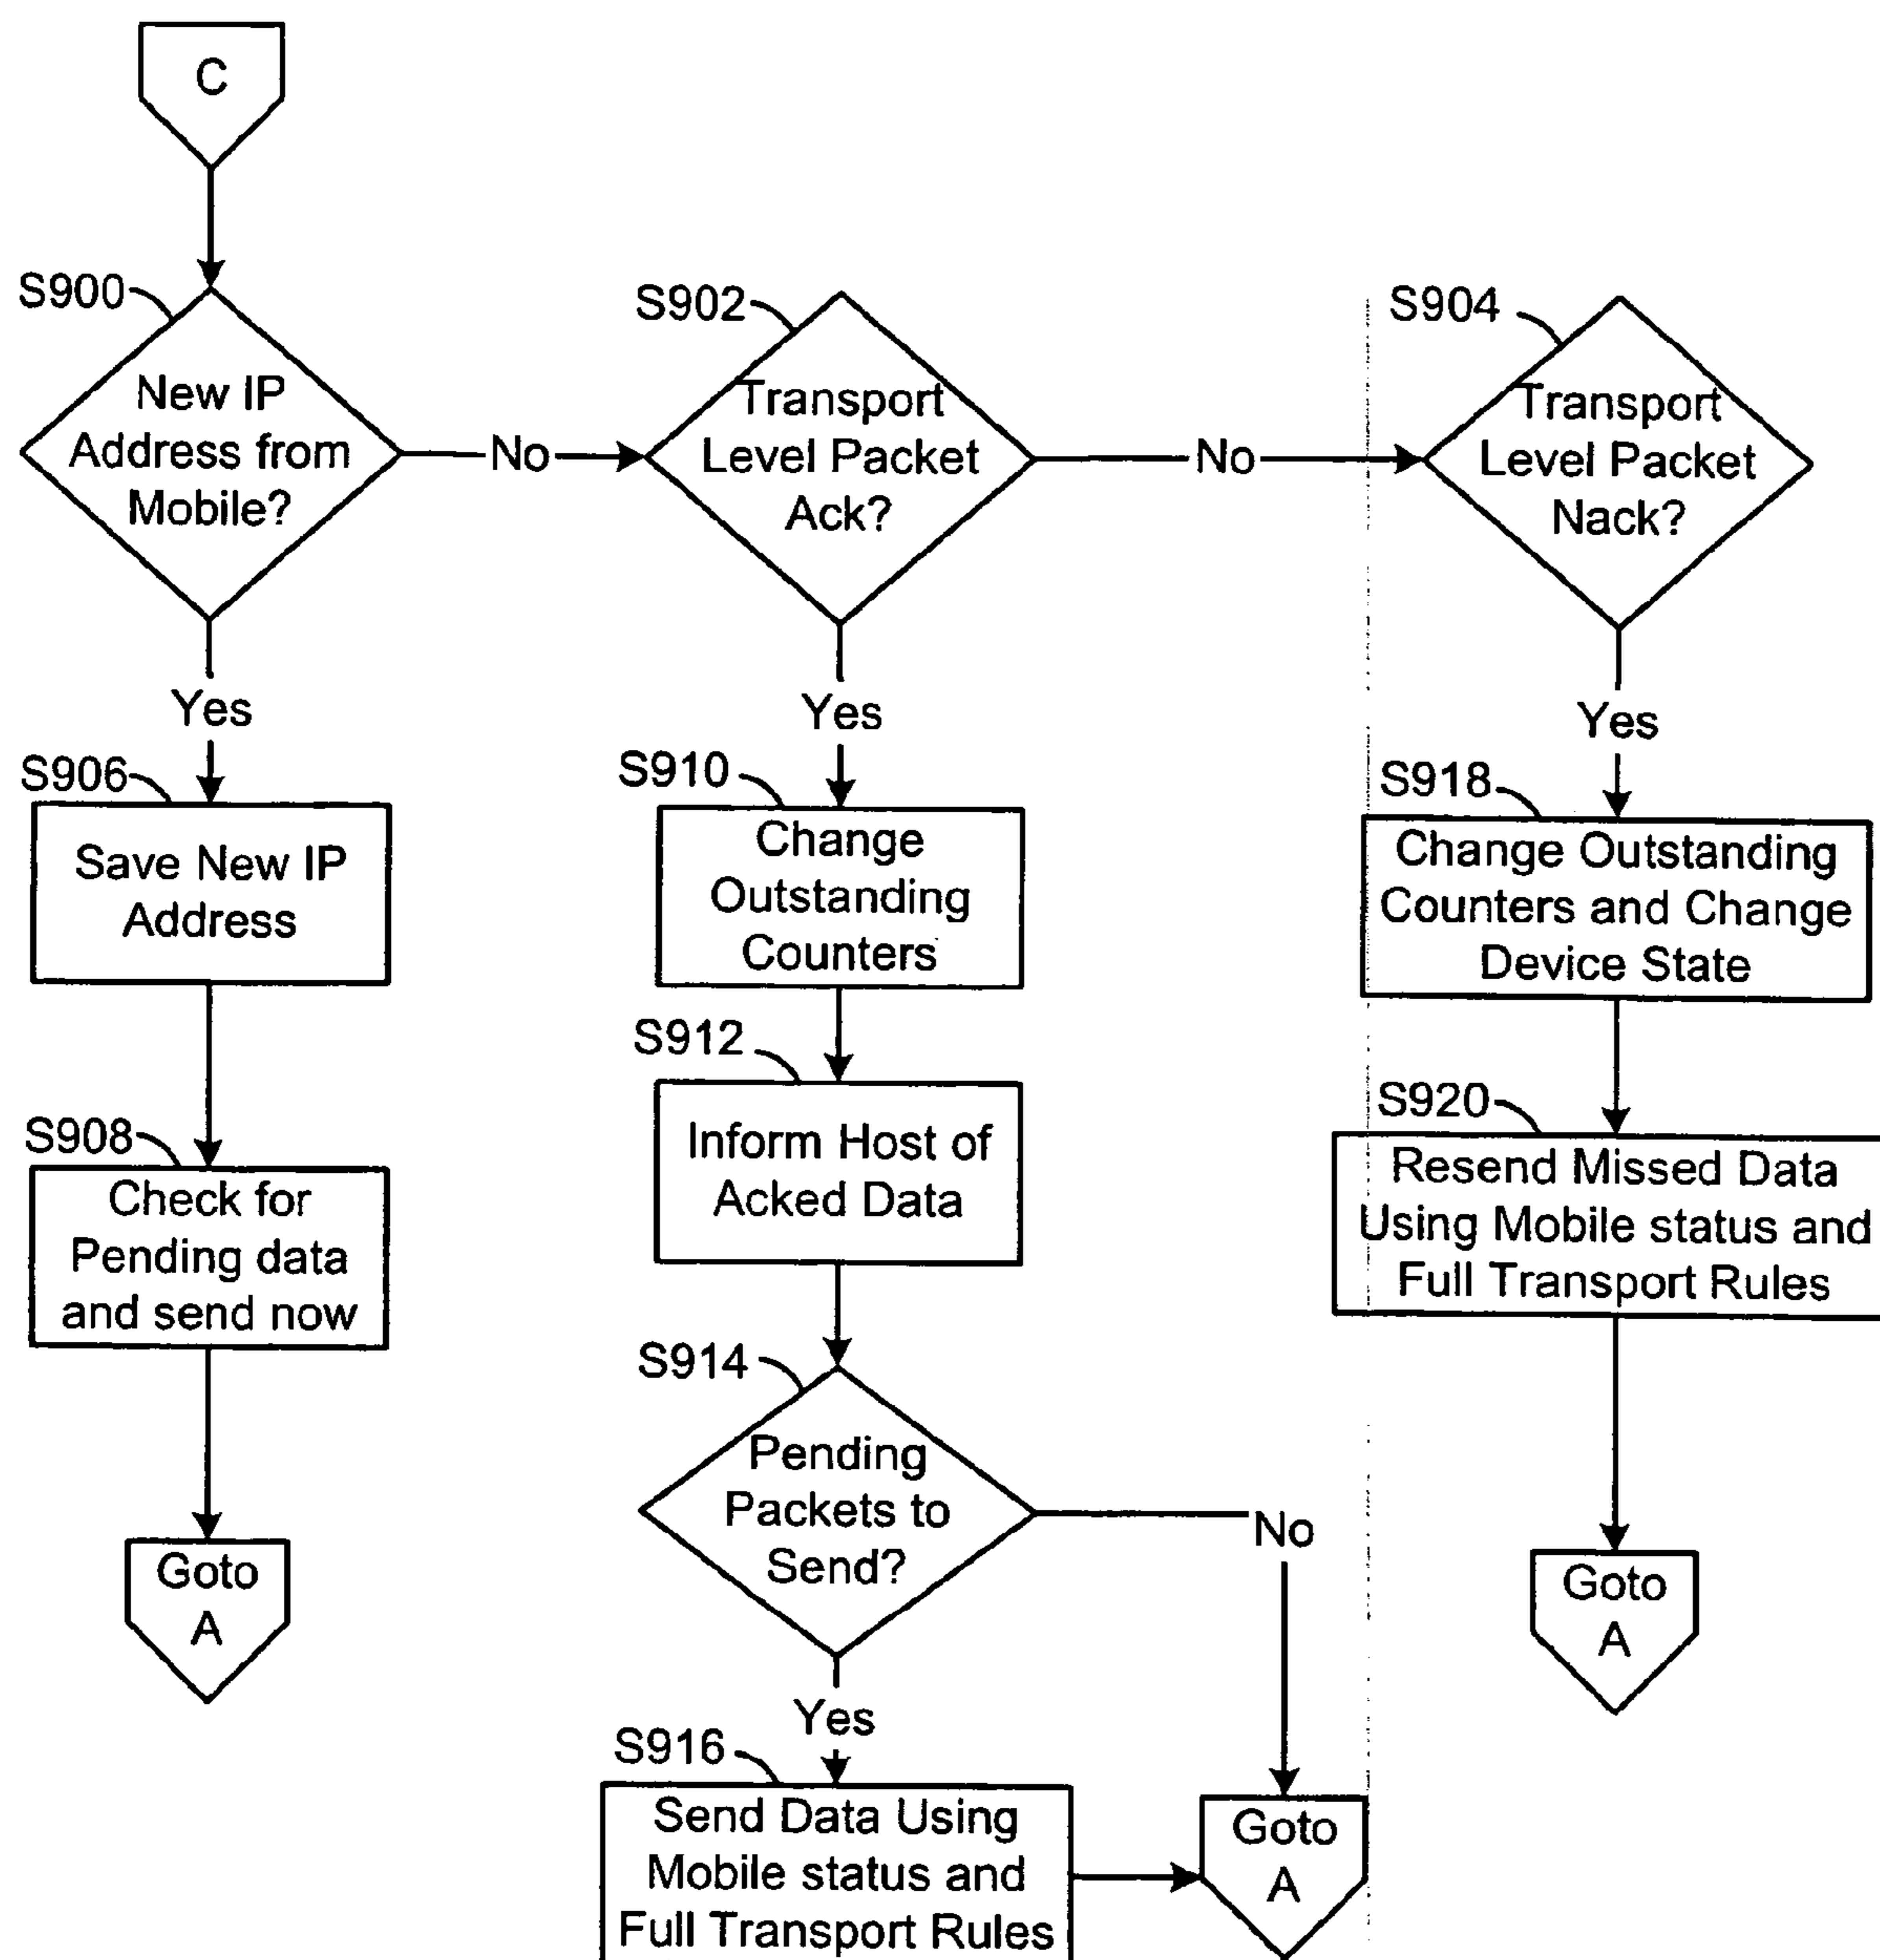 C
S900
New IP
Address from
Mobile?
No
S902
Transport
Level Packet
Ack?
No
S904
Transport
Level Packet
Nack?
Yes
S906
Save New IP
Address
S908
Check for
Pending data
and send now
Goto
A
Yes
S910
Change
Outstanding
Counters
S912
Inform Host of
Acked Data
S914
Pending
Packets to
Send?
No
Yes
S916
Send Data Using
Mobile status and
Full Transport Rules
Goto
A
Yes
S918
Change Outstanding
Counters and Change
Device State
S920
Resend Missed Data
Using Mobile status and
Full Transport Rules
Goto
A